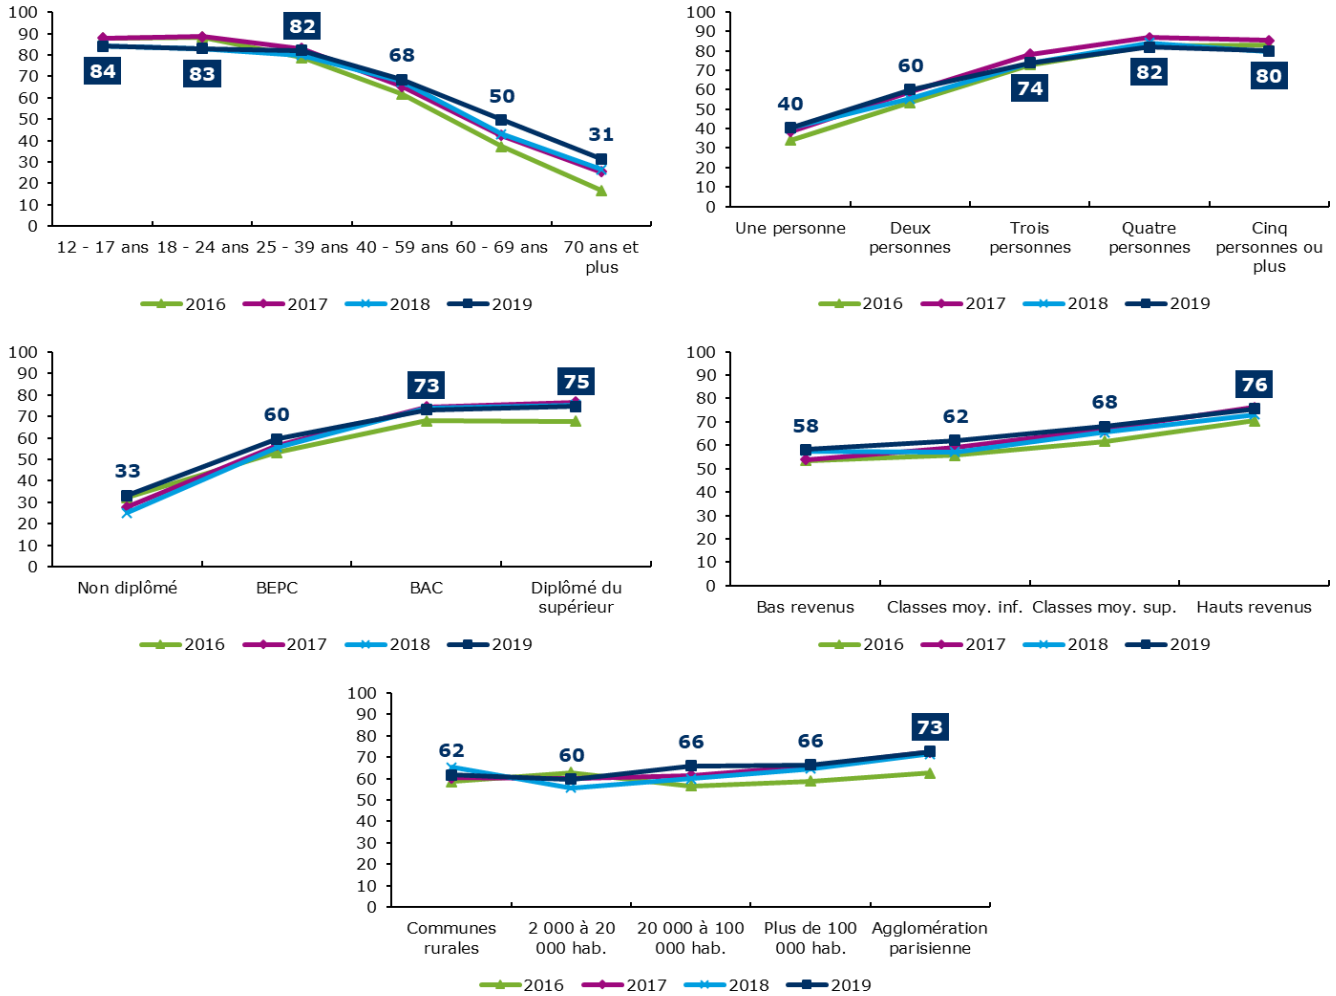 100
90
80
70
60
50
40
30
20
10
0
84
83
82
68
50
31
12 - 17 ans
18 - 24 ans
25 - 39 ans
40 - 59 ans
60 - 69 ans
70 ans et
plus
2016
2017
2018
2019
100
90
80
70
60
50
40
30
20
10
0
40
60
74
82
80
Une personne
Deux
personnes
Trois
personnes
Quatre
personnes
Cinq
personnes ou
plus
2016
2017
2018
2019
100
90
80
70
60
50
40
30
20
10
0
33
60
73
75
Non diplômé
BEPC
BAC
Diplômé du
supérieur
2016
2017
2018
2019
100
90
80
70
60
50
40
30
20
10
0
58
62
68
76
Bas revenus
Classes moy. inf.
Classes moy. sup.
Hauts revenus
2016
2017
2018
2019
100
90
80
70
60
50
40
30
20
10
0
62
60
66
66
73
Communes
rurales
2 000 à 20
000 hab.
20 000 à 100
000 hab.
Plus de 100
000 hab.
Agglomération
parisienne
2016
2017
2018
2019